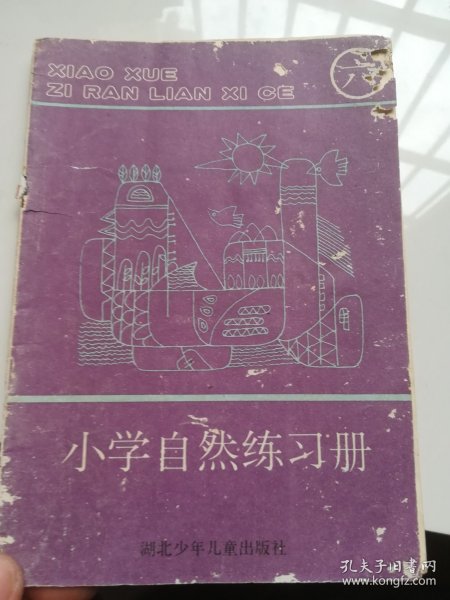 XIAO XUE
ZI RAN LIAN XI CE
六
小学自然练习册
湖北少年儿童出版社
孔夫子旧书网
www.kongfz.com